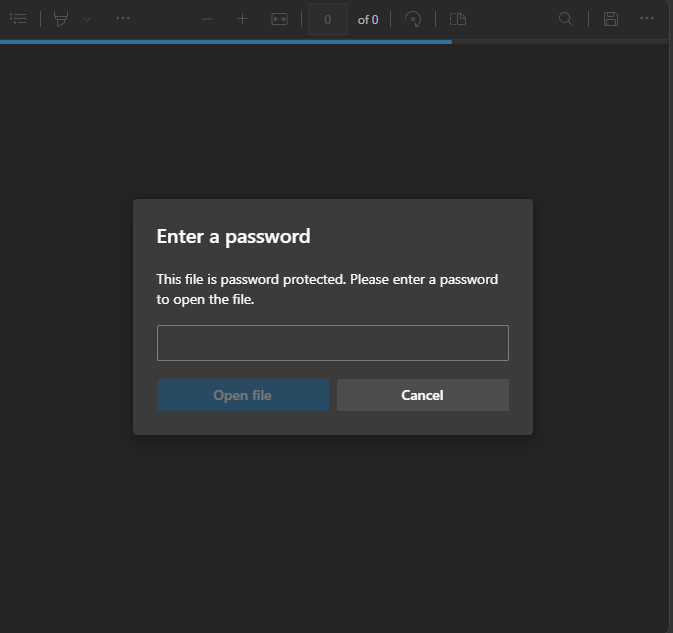 0 of 0
Enter a password
This file is password protected. Please enter a password
to open the file.
Open file Cancel